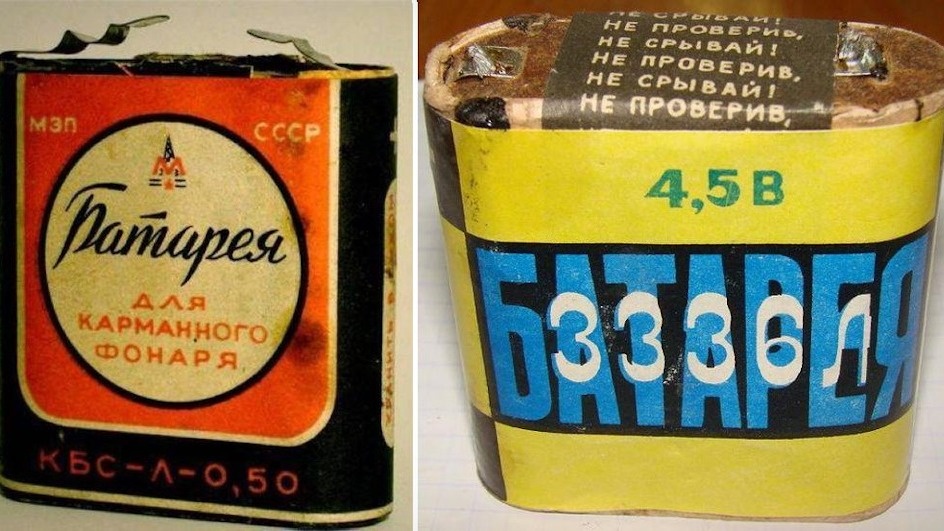 МЗП СССР
М
Батарея
ДЛЯ
КАРМАННОГО
ФОНАРЯ
КБС-Л-0,50
НЕ СРЫВАЙ!
НЕ ПРОВЕРИВ,
НЕ СРЫВАЙ!
НЕ ПРОВЕРИВ,
НЕ СРЫВАЙ!
НЕ ПРОВЕРИВ,
4,5В
БАТАРЕЯ
3336Л